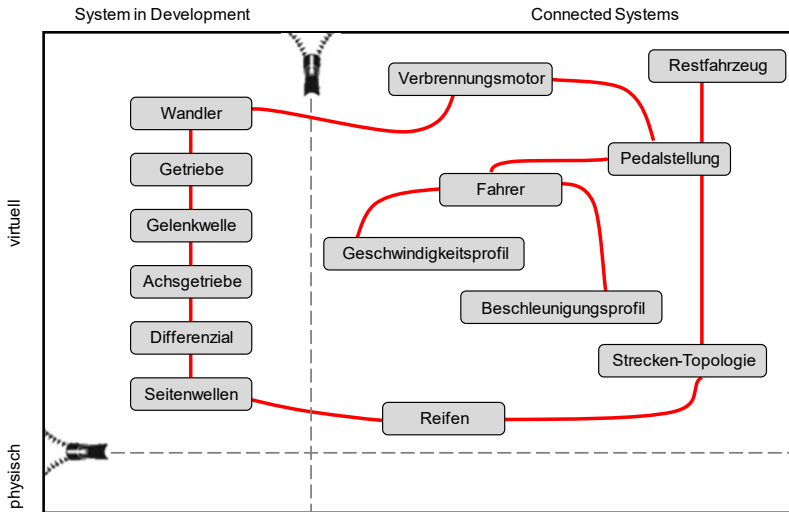 System in Development
Connected Systems
Restfahrzeug
Verbrennungsmotor
Wandler
Pedalstellung
Getriebe
Fahrer
virtuell
Gelenkwelle
Geschwindigkeitsprofil
Achsgetriebe
Beschleunigungsprofil
Differenzial
Strecken-Topologie
Seitenwellen
Reifen
physisch